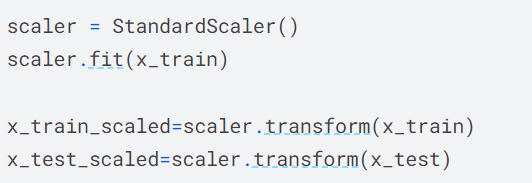 scaler = StandardScaler()
scaler.fit(x_train)
x_train_scaled=scaler.transform(x_train)
x_test_scaled=scaler.transform(x_test)